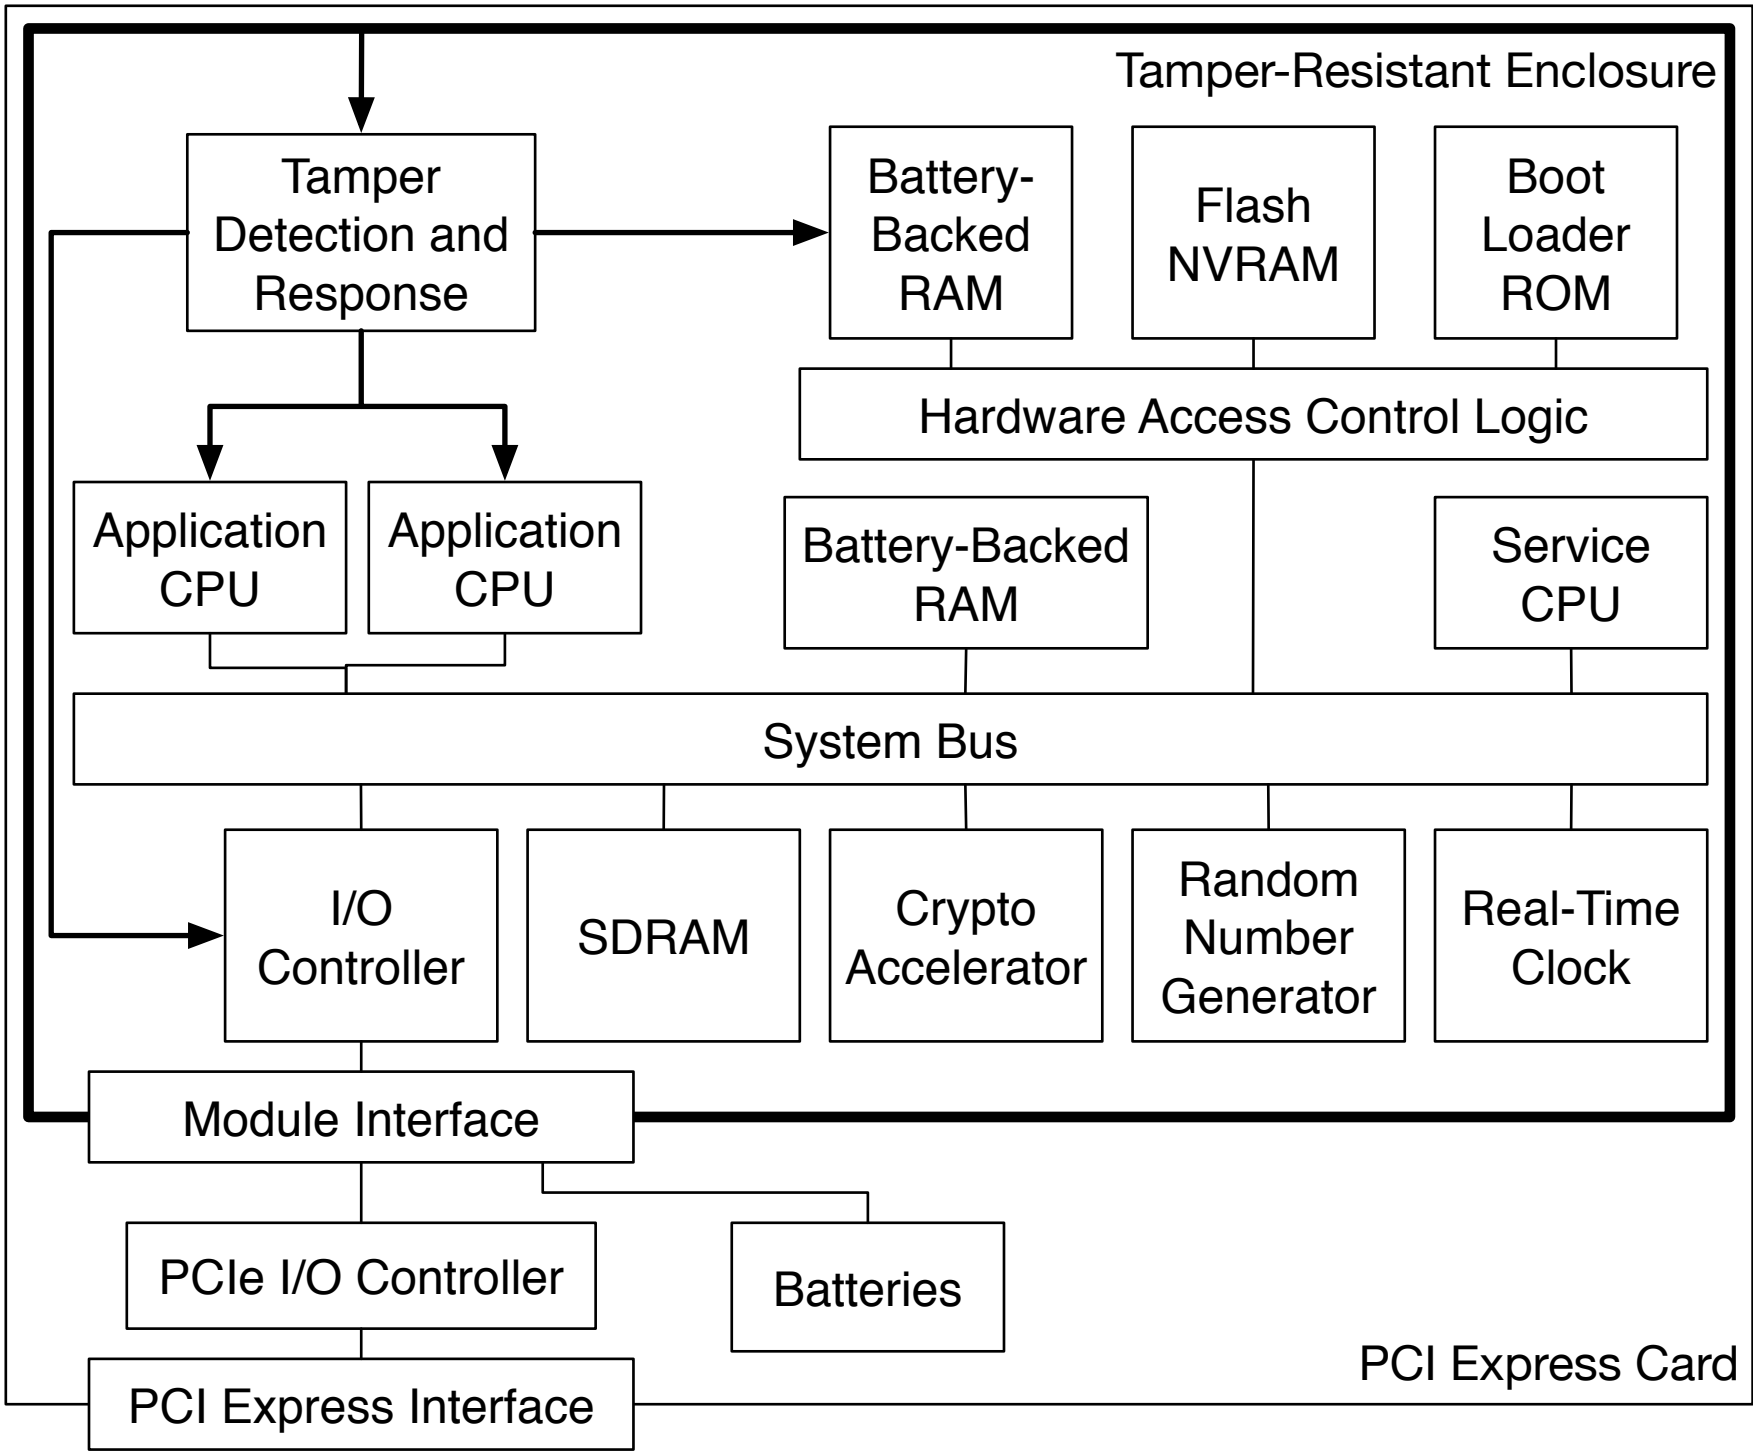 Tamper-Resistant Enclosure
Tamper
Detection and
Response
Battery-
Backed
RAM
Flash
NVRAM
Boot
Loader
ROM
Hardware Access Control Logic
Application
CPU
Application
CPU
Battery-Backed
RAM
Service
CPU
System Bus
I/O
Controller
SDRAM
Crypto
Accelerator
Random
Number
Generator
Real-Time
Clock
Module Interface
PCIe I/O Controller
Batteries
PCI Express Card
PCI Express Interface